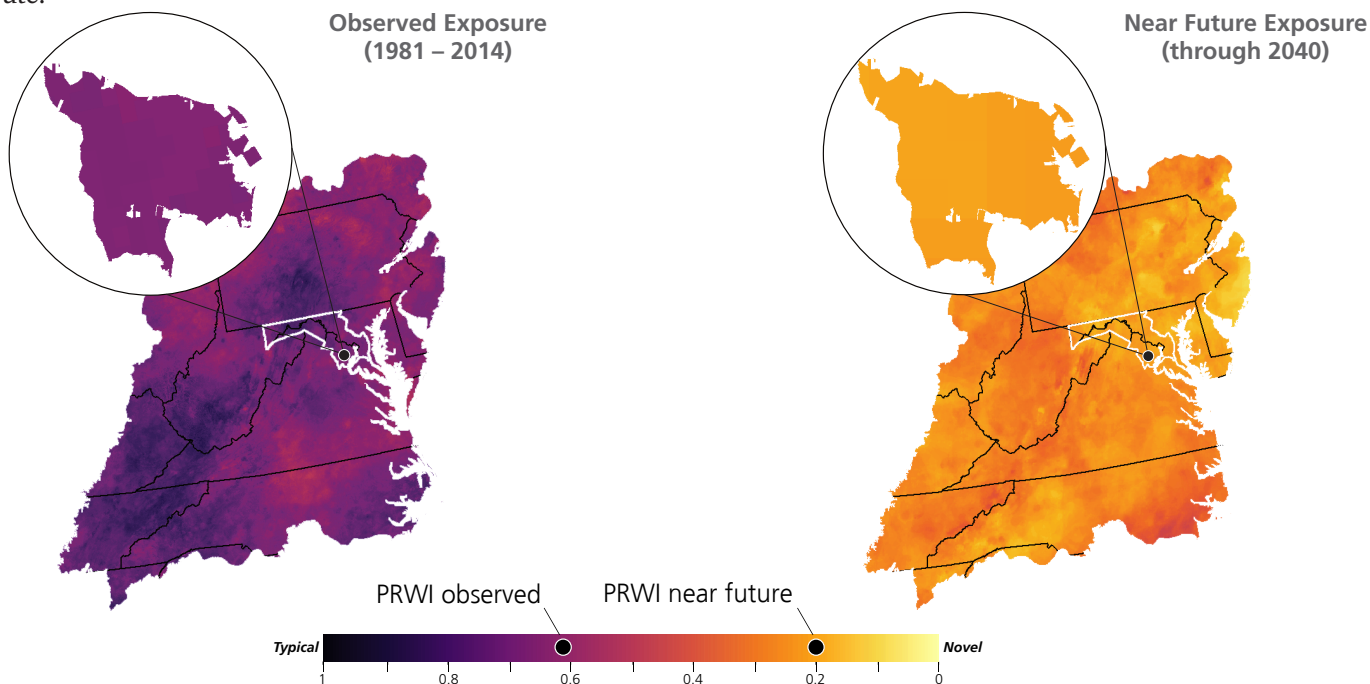 Observed Exposure
(1981 – 2014)
Near Future Exposure
(through 2040)
PRWI observed
PRWI near future
Typical
Novel
1
0.8
0.6
0.4
0.2
0